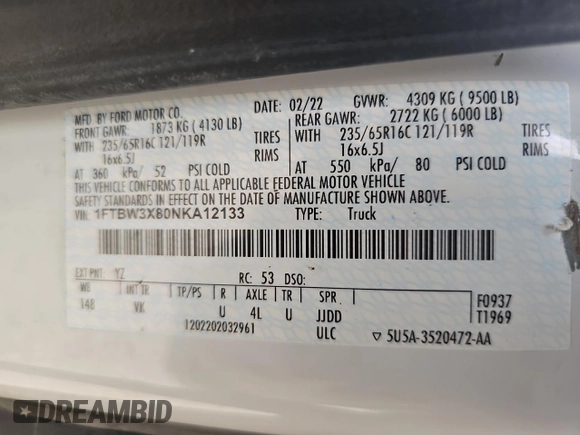 MFD. BY FORD MOTOR CO.
DATE: 02/22 GVWR: 4309 KG ( 9500 LB)
FRONT GAWR: 1873 KG ( 4130 LB)
REAR GAWR: 2722 KG ( 6000 LB)
WITH 235/65R16C 121/119R TIRES
WITH 235/65R16C 121/119R TIRES
16x6.5J RIMS
16x6.5J RIMS
AT 360 kPa/ 52 PSI COLD
AT 550 kPa/ 80 PSI COLD
THIS VEHICLE CONFORMS TO ALL APPLICABLE FEDERAL MOTOR VEHICLE
SAFETY STANDARDS IN EFFECT ON THE DATE OF MANUFACTURE SHOWN ABOVE.
VIN: 1FTBW3X80NKA12133 TYPE: Truck
EXT PNT: YZ RC: 53 DSO:
WB INT TR TP/PS R AXLE TR SPR
148 VK U 4L U JJDD
U
ULC
F0937
T1969
1202202032961
5U5A-3520472-AA
DREAMBID